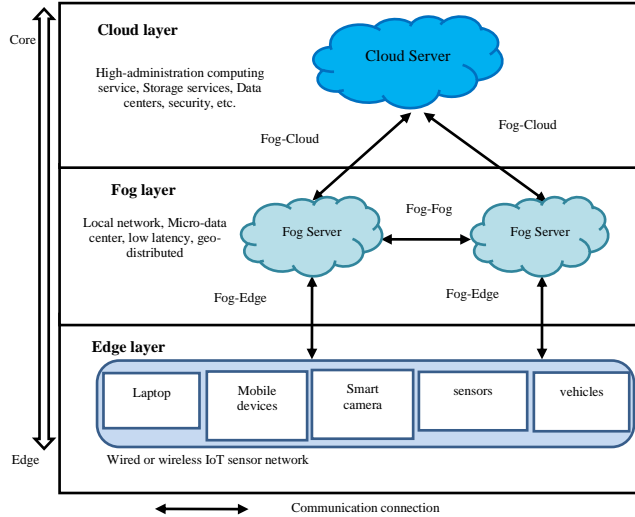 Core
Cloud layer
High-administration computing
service, Storage services, Data
centers, security, etc.
Cloud Server
Fog-Cloud
Fog-Cloud
Fog layer
Local network, Micro-data
center, low latency, geo-
distributed
Fog Server
Fog-Fog
Fog Server
Fog-Edge
Fog-Edge
Edge layer
Laptop
Mobile
devices
Smart
camera
sensors
vehicles
Edge
Wired or wireless IoT sensor network
Communication connection